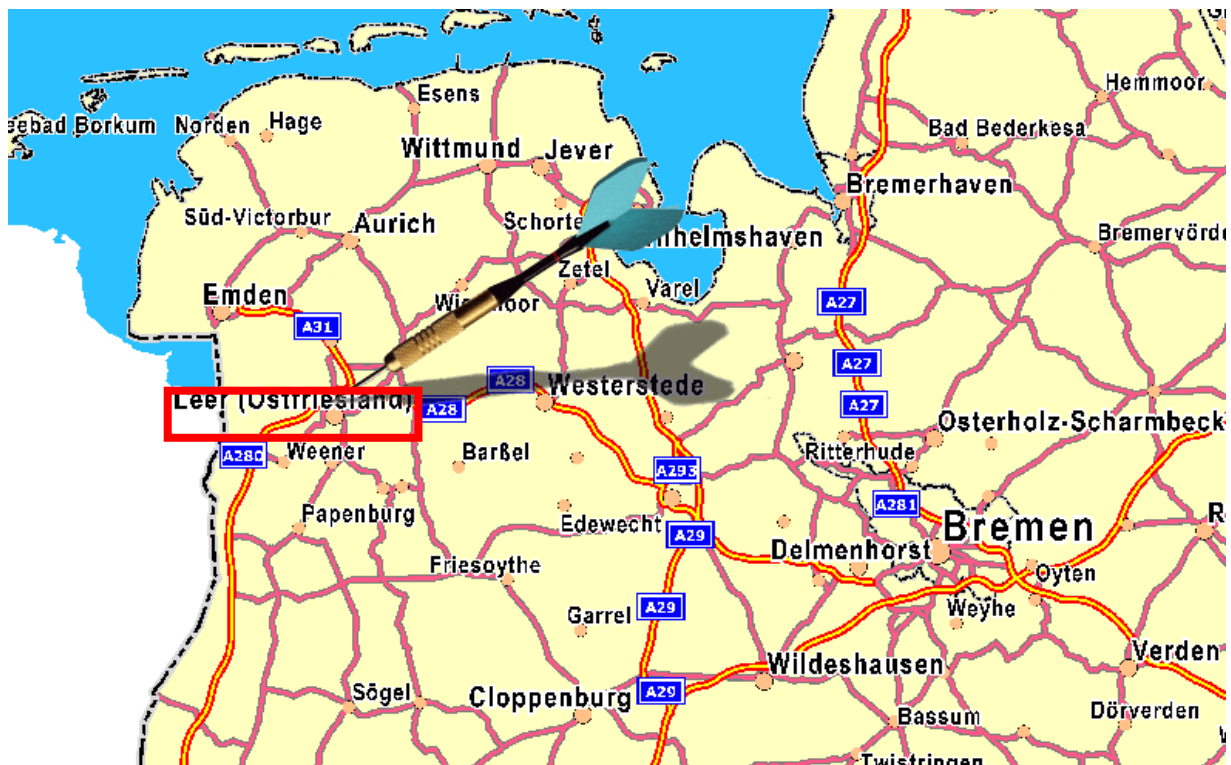 Esens
Hemmoor
eebad Borkum
Norden
Hage
Bad Bederkesa
Wittmund
Jever
Bremerhaven
Süd-Victorbur
Aurich
Schorte
lhelmshaven
Bremervörde
Zetel
Emden
Varel
A27
A31
A27
A28
Westerstede
Leer (Ostfriesland)
A28
A27
Osterholz-Scharmbeck
A280
Weener
Barßel
Ritterhude
A293
A281
Papenburg
Edewecht
A29
Bremen
Delmenhorst
Friesoythe
Oyten
A29
Garrel
Weyhe
Verden
Wildeshausen
Sögel
Cloppenburg
A29
Bassum
Dörverden
Twistringen